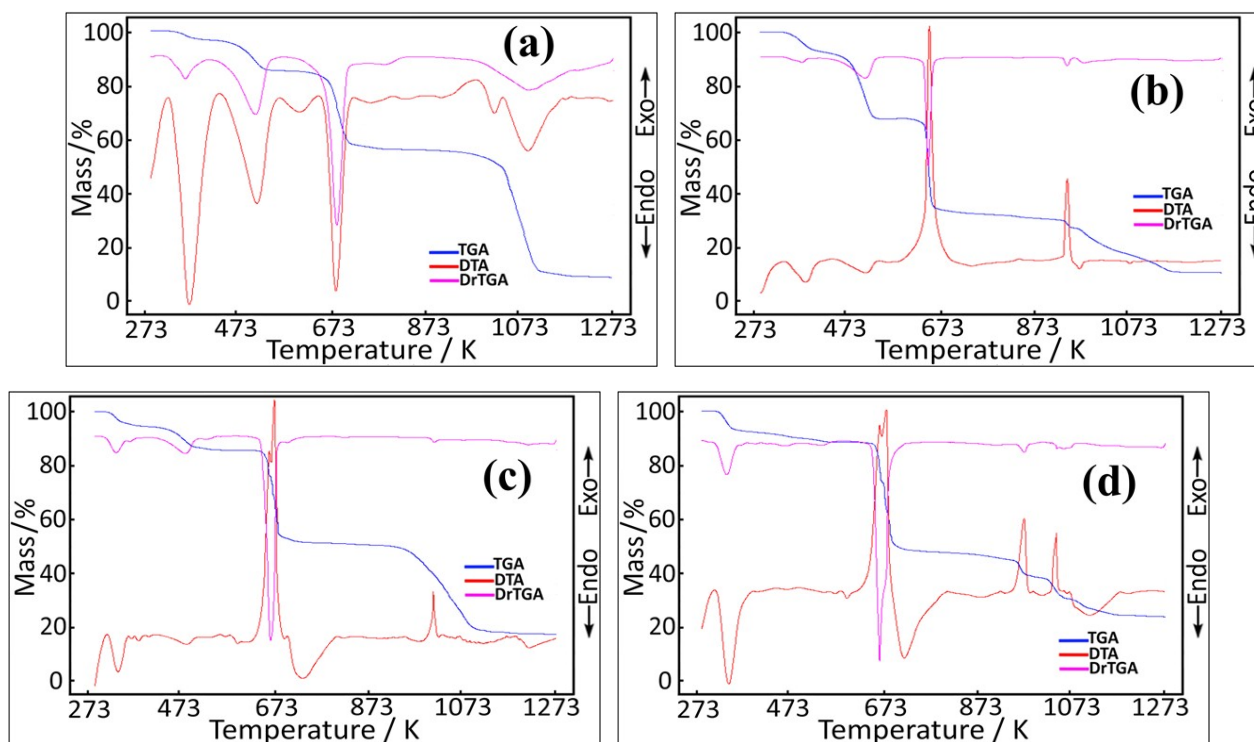 (a)
100
80
60
40
20
0
Mass/%
TGA
DTA
DrTGA
273 473 673 873 1073 1273
Temperature / K
Endo Exo
(b)
100
80
60
40
20
0
Mass/%
TGA
DTA
DrTGA
273 473 673 873 1073 1273
Temperature / K
Endo Exo
(c)
100
80
60
40
20
0
Mass/%
TGA
DTA
DrTGA
273 473 673 873 1073 1273
Temperature / K
Endo Exo
(d)
100
80
60
40
20
0
Mass/%
TGA
DTA
DrTGA
273 473 673 873 1073 1273
Temperature / K
Endo Exo